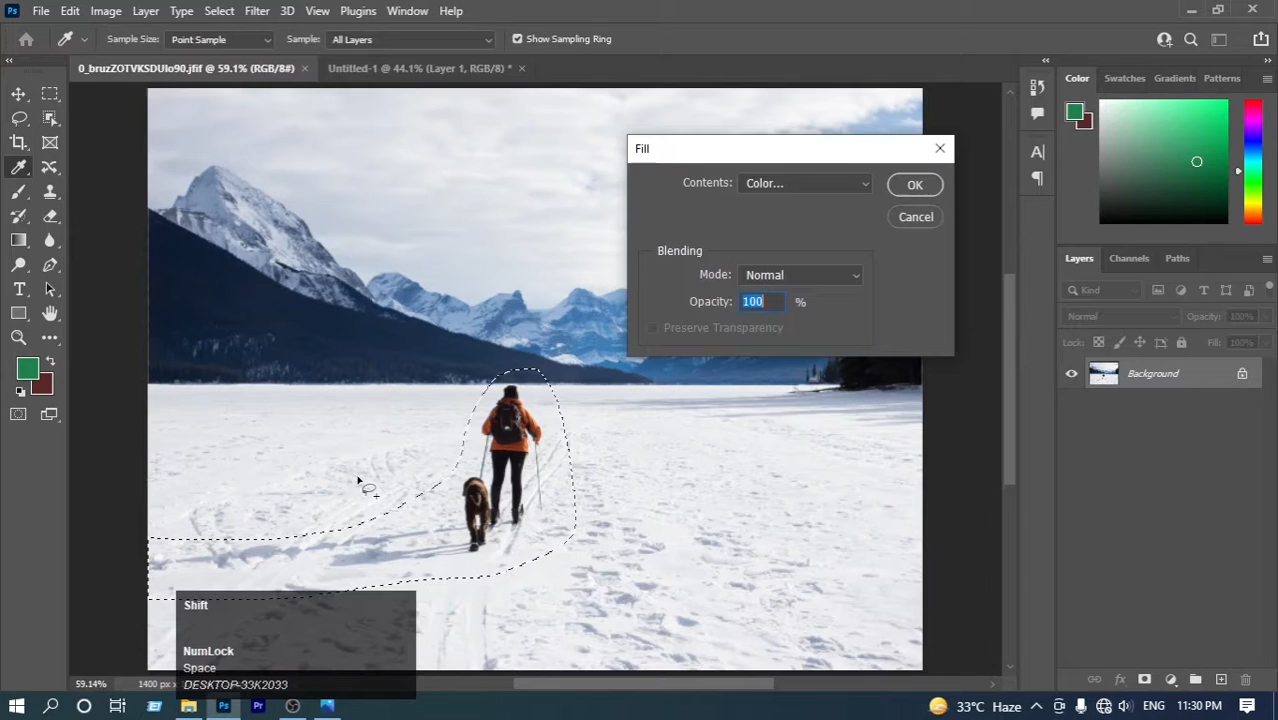 Ps File Edit Image Layer Type Select Filter 3D View Plugins Window Help
Sample Size: Point Sample Sample: All Layers Show Sampling Ring
0_bruzZOTVKSDUIo90.jfif @ 59.1% (RGB/8#) × Untitled-1 @ 44.1% (Layer 1, RGB/8) * ×
Color Swatches Gradients Patterns
Fill
Contents: Color... OK
Cancel
Blending
Mode: Normal
Opacity: 100 %
Preserve Transparency
Layers Channels Paths
Kind
Normal Opacity: 100%
Lock: Fill: 100%
Background
Shift
NumLock
Space
DESKTOP-33K2033
59.14% 1400 px
Ps Pr 33°C Haze ENG 11:30 PM